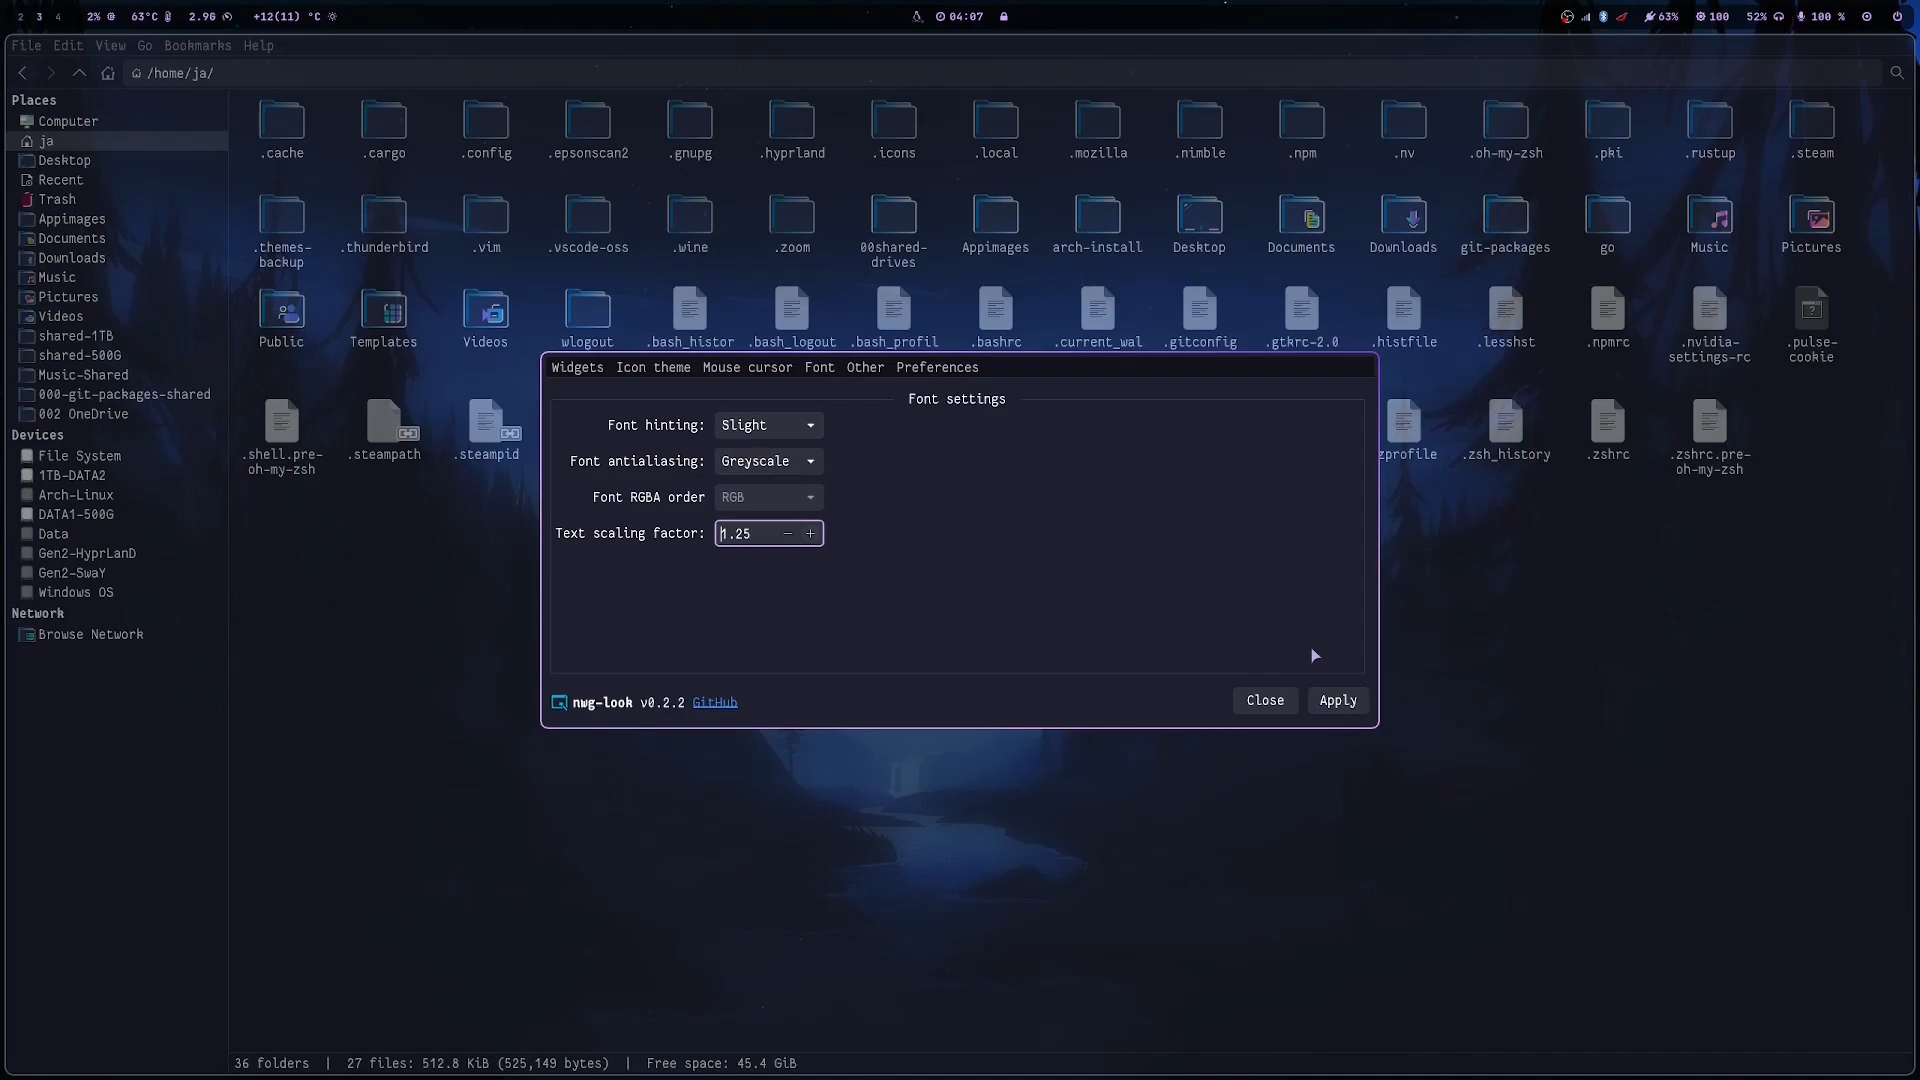 2 3 4 2% 63°C 2.9G +12(11) °C 04:07 63% 100 52% 100 %
File Edit View Go Bookmarks Help
/home/ja/
Places
Computer
ja
Desktop
Recent
Trash
Appimages
Documents
Downloads
Music
Pictures
Videos
shared-1TB
shared-500G
Music-Shared
000-git-packages-shared
002 OneDrive
Devices
File System
1TB-DATA2
Arch-Linux
DATA1-500G
Data
Gen2-HyprLanD
Gen2-SwaY
Windows OS
Network
Browse Network
.cache .cargo .config .epsonscan2 .gnupg .hyprland .icons .local .mozilla .nimble .npm .nv .oh-my-zsh .pki .rustup .steam
.themes- .thunderbird .vim .vscode-oss .wine .zoom 00shared- Appimages arch-install Desktop Documents Downloads git-packages go Music Pictures
backup drives
Public Templates Videos wlogout .bash_histor .bash_logout .bash_profil .bashrc .current_wal .gitconfig .gtkrc-2.0 .histfile .lesshst .npmrc .nvidia- .pulse-
settings-rc cookie
.shell.pre- .steampath .steampid zprofile .zsh_history .zshrc .zshrc.pre-
oh-my-zsh oh-my-zsh
Widgets Icon theme Mouse cursor Font Other Preferences
Font settings
Font hinting: Slight
Font antialiasing: Greyscale
Font RGBA order RGB
Text scaling factor: 1.25 − +
nwg-look v0.2.2 GitHub Close Apply
36 folders | 27 files: 512.8 KiB (525,149 bytes) | Free space: 45.4 GiB